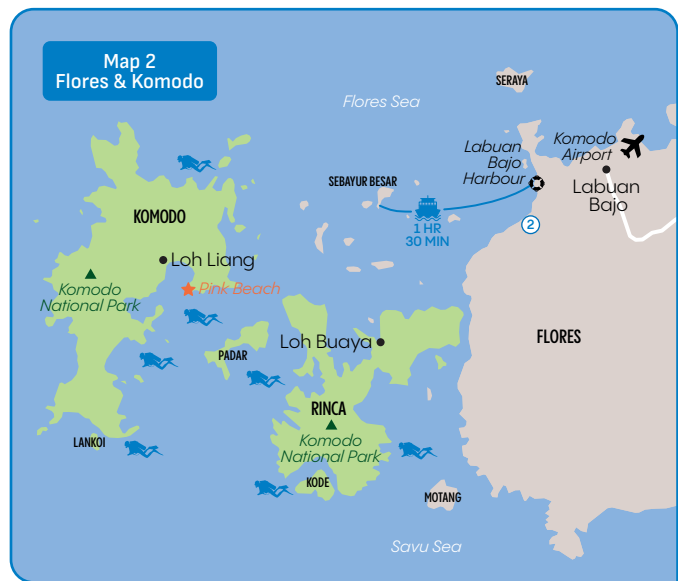 Map 2
Flores & Komodo
SERAYA
Flores Sea
Labuan
Bajo
Harbour
Komodo
Airport
Labuan
Bajo
SEBAYUR BESAR
1 HR
30 MIN
2
KOMODO
Loh Liang
Komodo
National Park
Pink Beach
Loh Buaya
FLORES
PADAR
RINCA
Komodo
National Park
LANKOI
KODE
MOTANG
Savu Sea